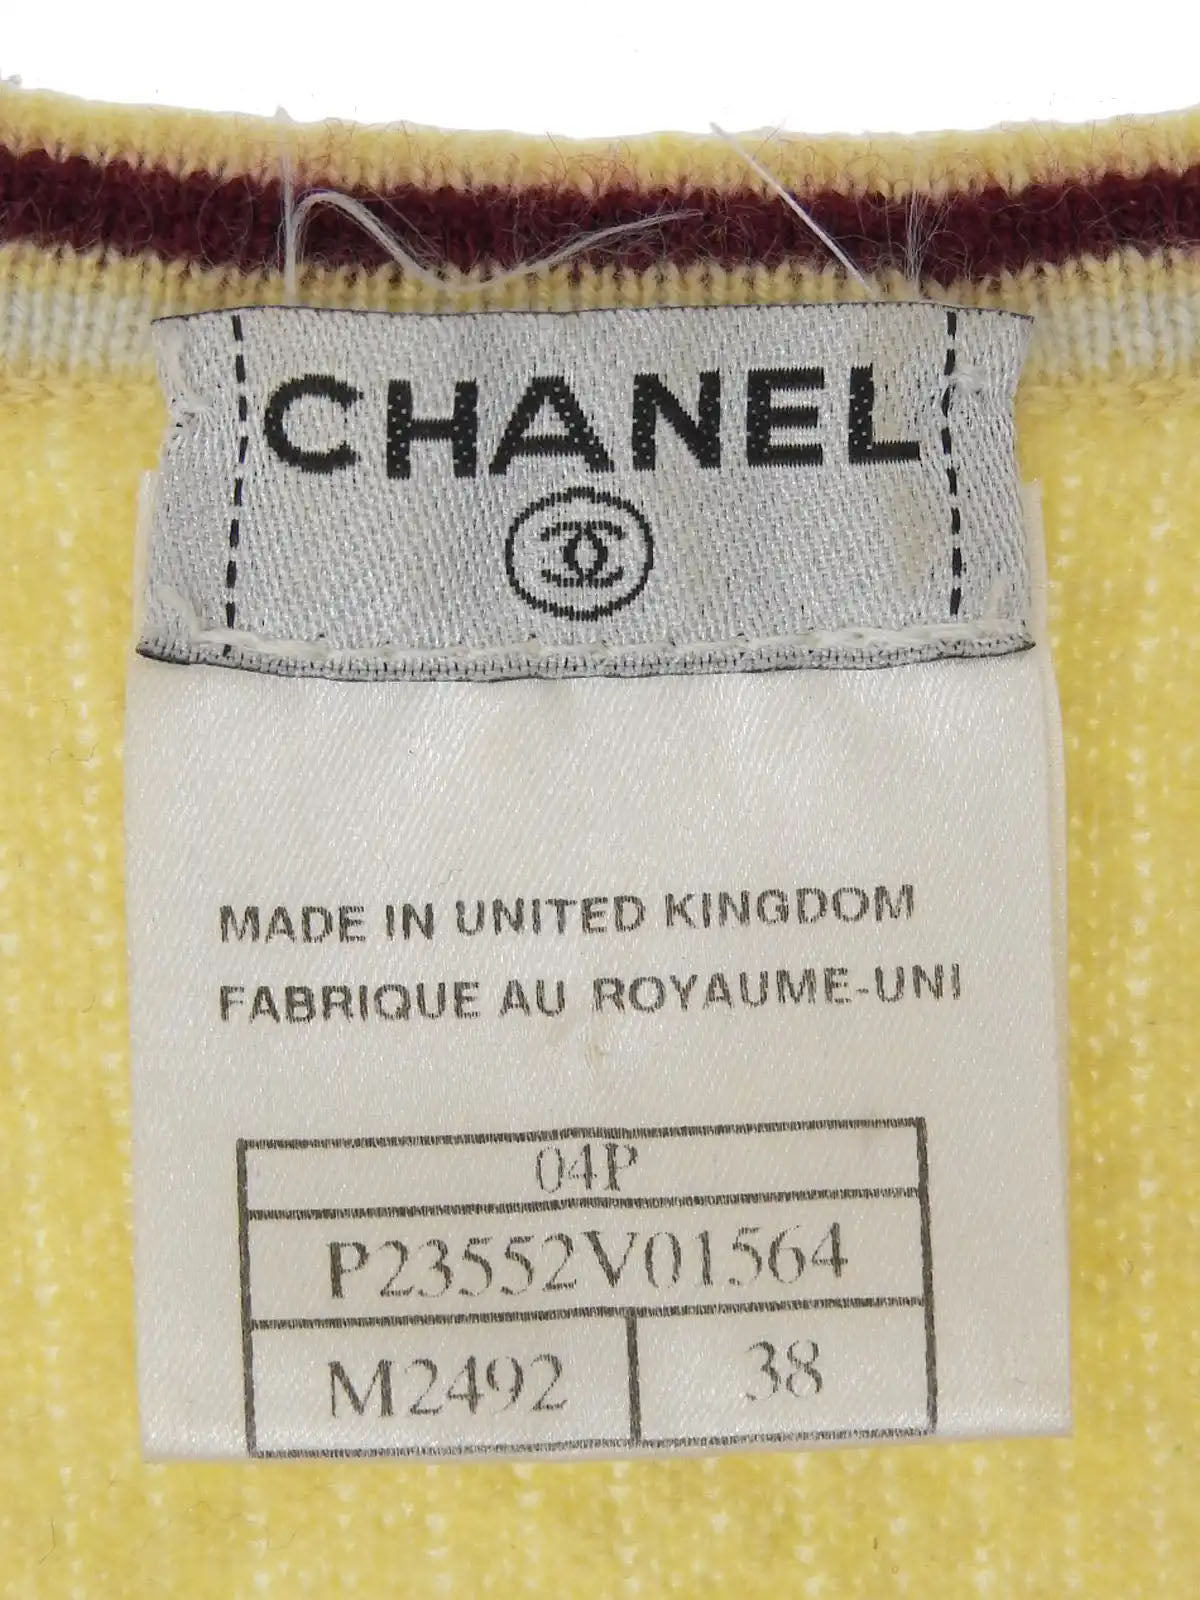 CHANEL
MADE IN UNITED KINGDOM
FABRIQUE AU ROYAUME-UNI
04P
P23552V01564
M2492 38